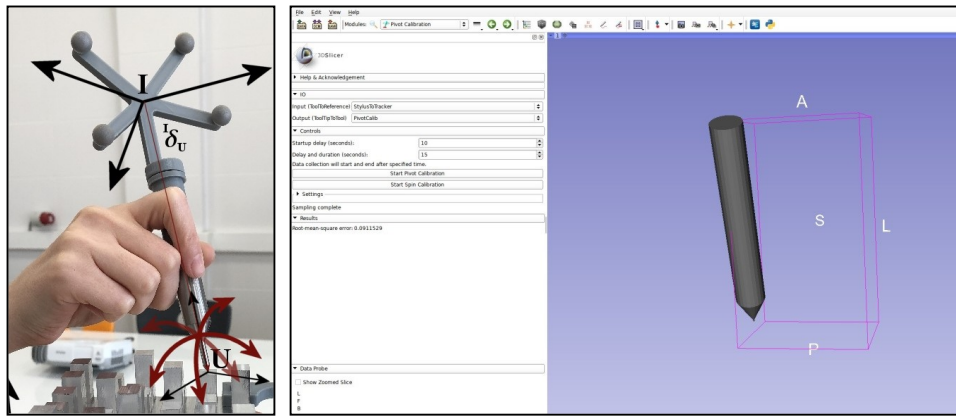 I
ᴵδᵤ
U
File Edit View Help
Modules: Pivot Calibration
3DSlicer
Help & Acknowledgement
IO
Input (ToolToReference) StylusToTracker
Output (ToolTipToTool) PivotCalib
Controls
Startup delay (seconds): 10
Delay and duration (seconds): 15
Data collection will start and end after specified time.
Start Pivot Calibration
Start Spin Calibration
Settings
Sampling complete
Results
Root-mean-square error: 0.0911529
Data Probe
Show Zoomed Slice
L
F
B
1
A
S
L
P